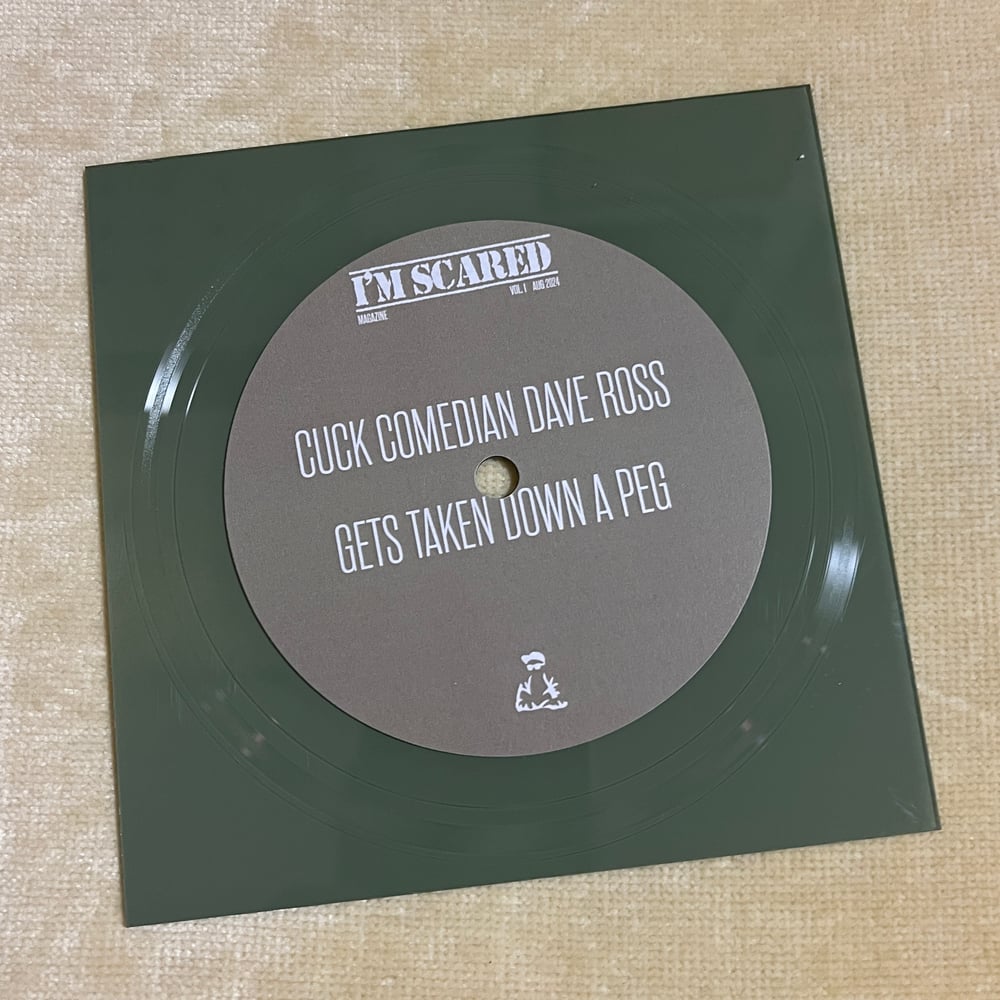 I'M SCARED
MAGAZINE
VOL. 1 AUG 2024
CUCK COMEDIAN DAVE ROSS
GETS TAKEN DOWN A PEG